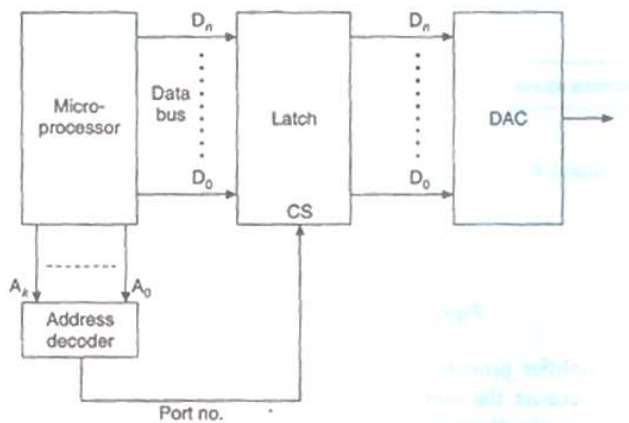 Dₙ
Dₙ
Micro-
processor
Data
bus
Latch
DAC
D₀
D₀
CS
Aₖ
A₀
Address
decoder
Port no.